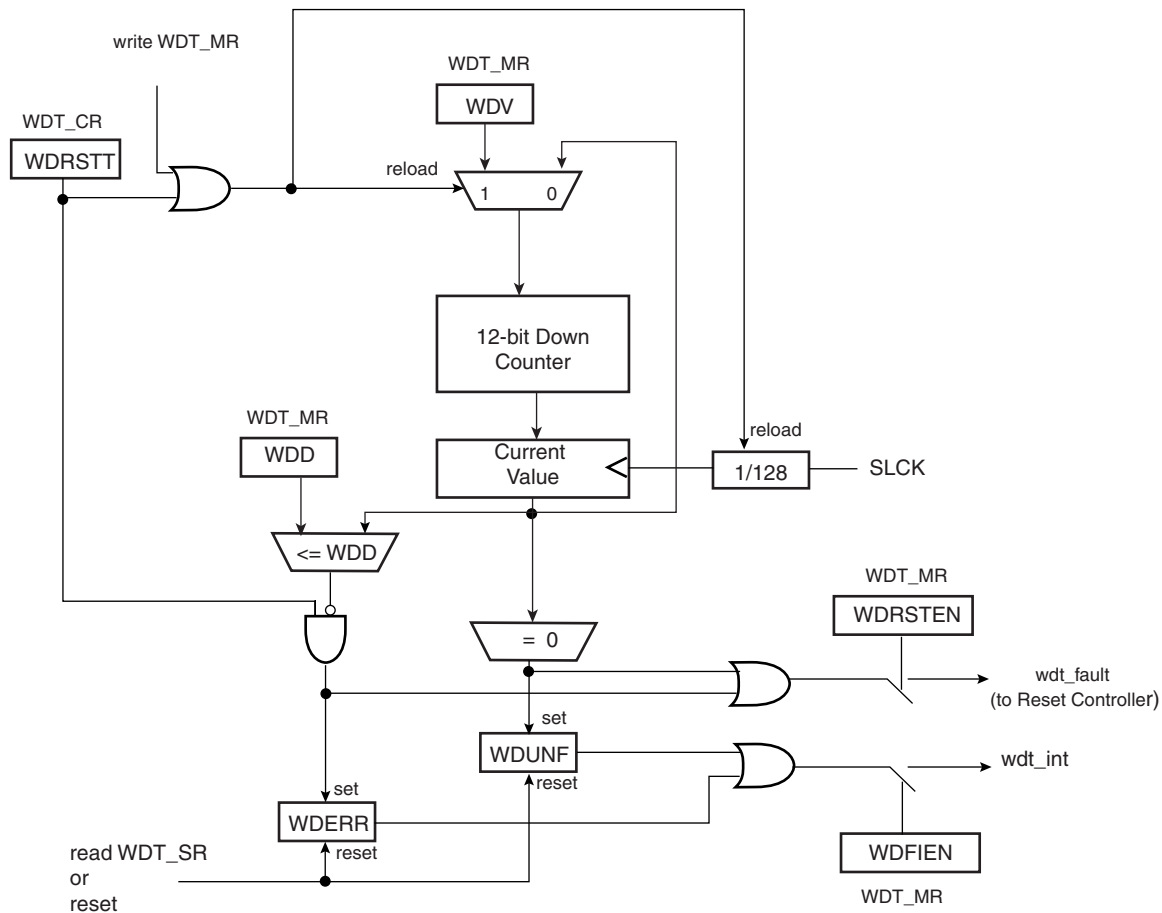 write WDT_MR
WDT_MR
WDV
WDT_CR
WDRSTT
reload
1 0
12-bit Down
Counter
WDT_MR
WDD
Current
Value
reload
1/128
SLCK
<= WDD
= 0
WDT_MR
WDRSTEN
wdt_fault
(to Reset Controller)
set
WDUNF
reset
wdt_int
set
WDERR
reset
read WDT_SR
or
reset
WDFIEN
WDT_MR